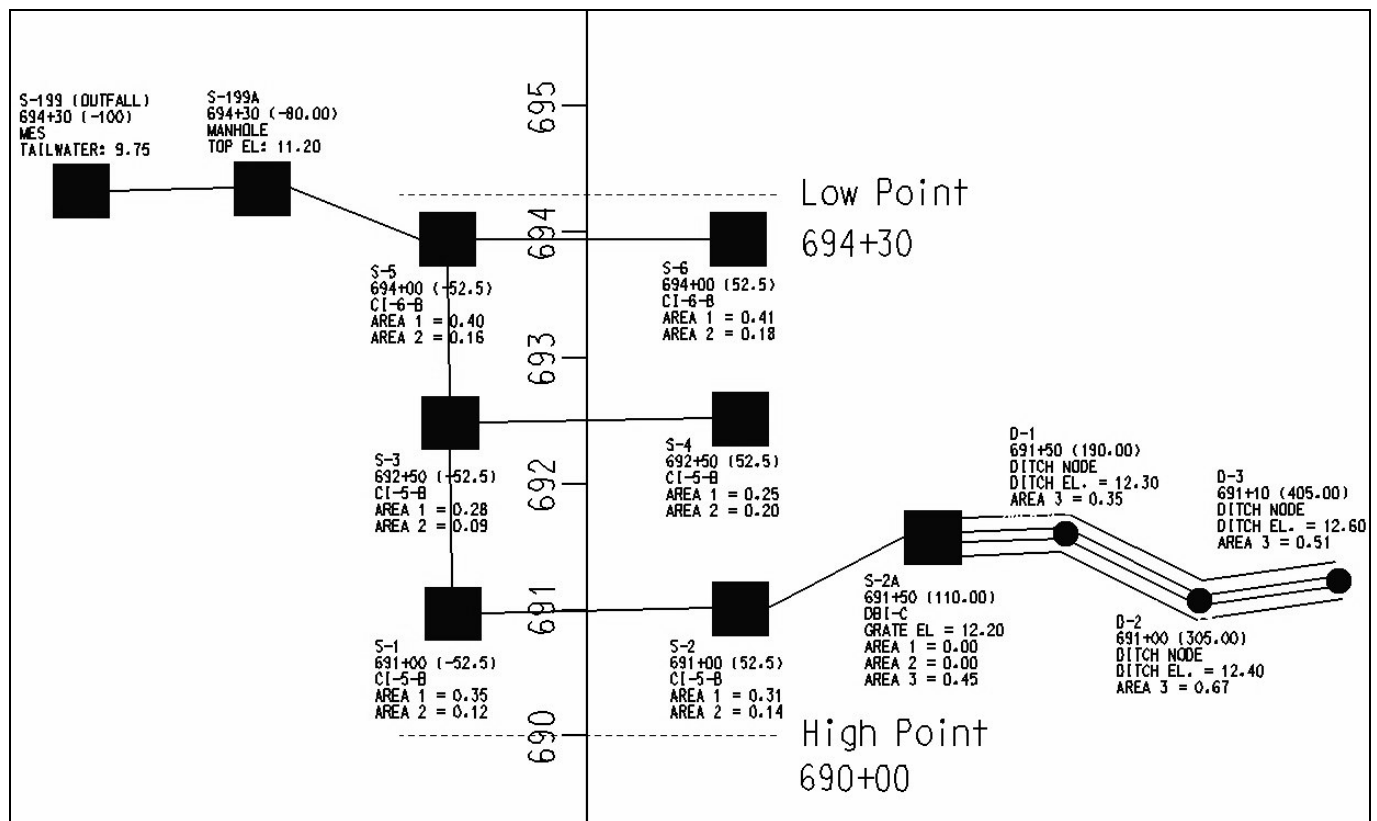 S-199 (OUTFALL)
694+30 (-100)
MES
TAILWATER: 9.75
S-199A
694+30 (-80.00)
MANHOLE
TOP EL: 11.20
695
Low Point
694+30
694
S-5
694+00 (-52.5)
CI-6-B
AREA 1 = 0.40
AREA 2 = 0.16
S-6
694+00 (52.5)
CI-6-B
AREA 1 = 0.41
AREA 2 = 0.18
693
S-3
692+50 (-52.5)
CI-5-B
AREA 1 = 0.28
AREA 2 = 0.09
S-4
692+50 (52.5)
CI-5-B
AREA 1 = 0.25
AREA 2 = 0.20
692
D-1
691+50 (190.00)
DITCH NODE
DITCH EL. = 12.30
AREA 3 = 0.35
D-3
691+10 (405.00)
DITCH NODE
DITCH EL. = 12.60
AREA 3 = 0.51
S-2A
691+50 (110.00)
DBI-C
GRATE EL = 12.20
AREA 1 = 0.00
AREA 2 = 0.00
AREA 3 = 0.45
D-2
691+00 (305.00)
DITCH NODE
DITCH EL. = 12.40
AREA 3 = 0.67
691
S-1
691+00 (-52.5)
CI-5-B
AREA 1 = 0.35
AREA 2 = 0.12
S-2
691+00 (52.5)
CI-5-B
AREA 1 = 0.31
AREA 2 = 0.14
690
High Point
690+00